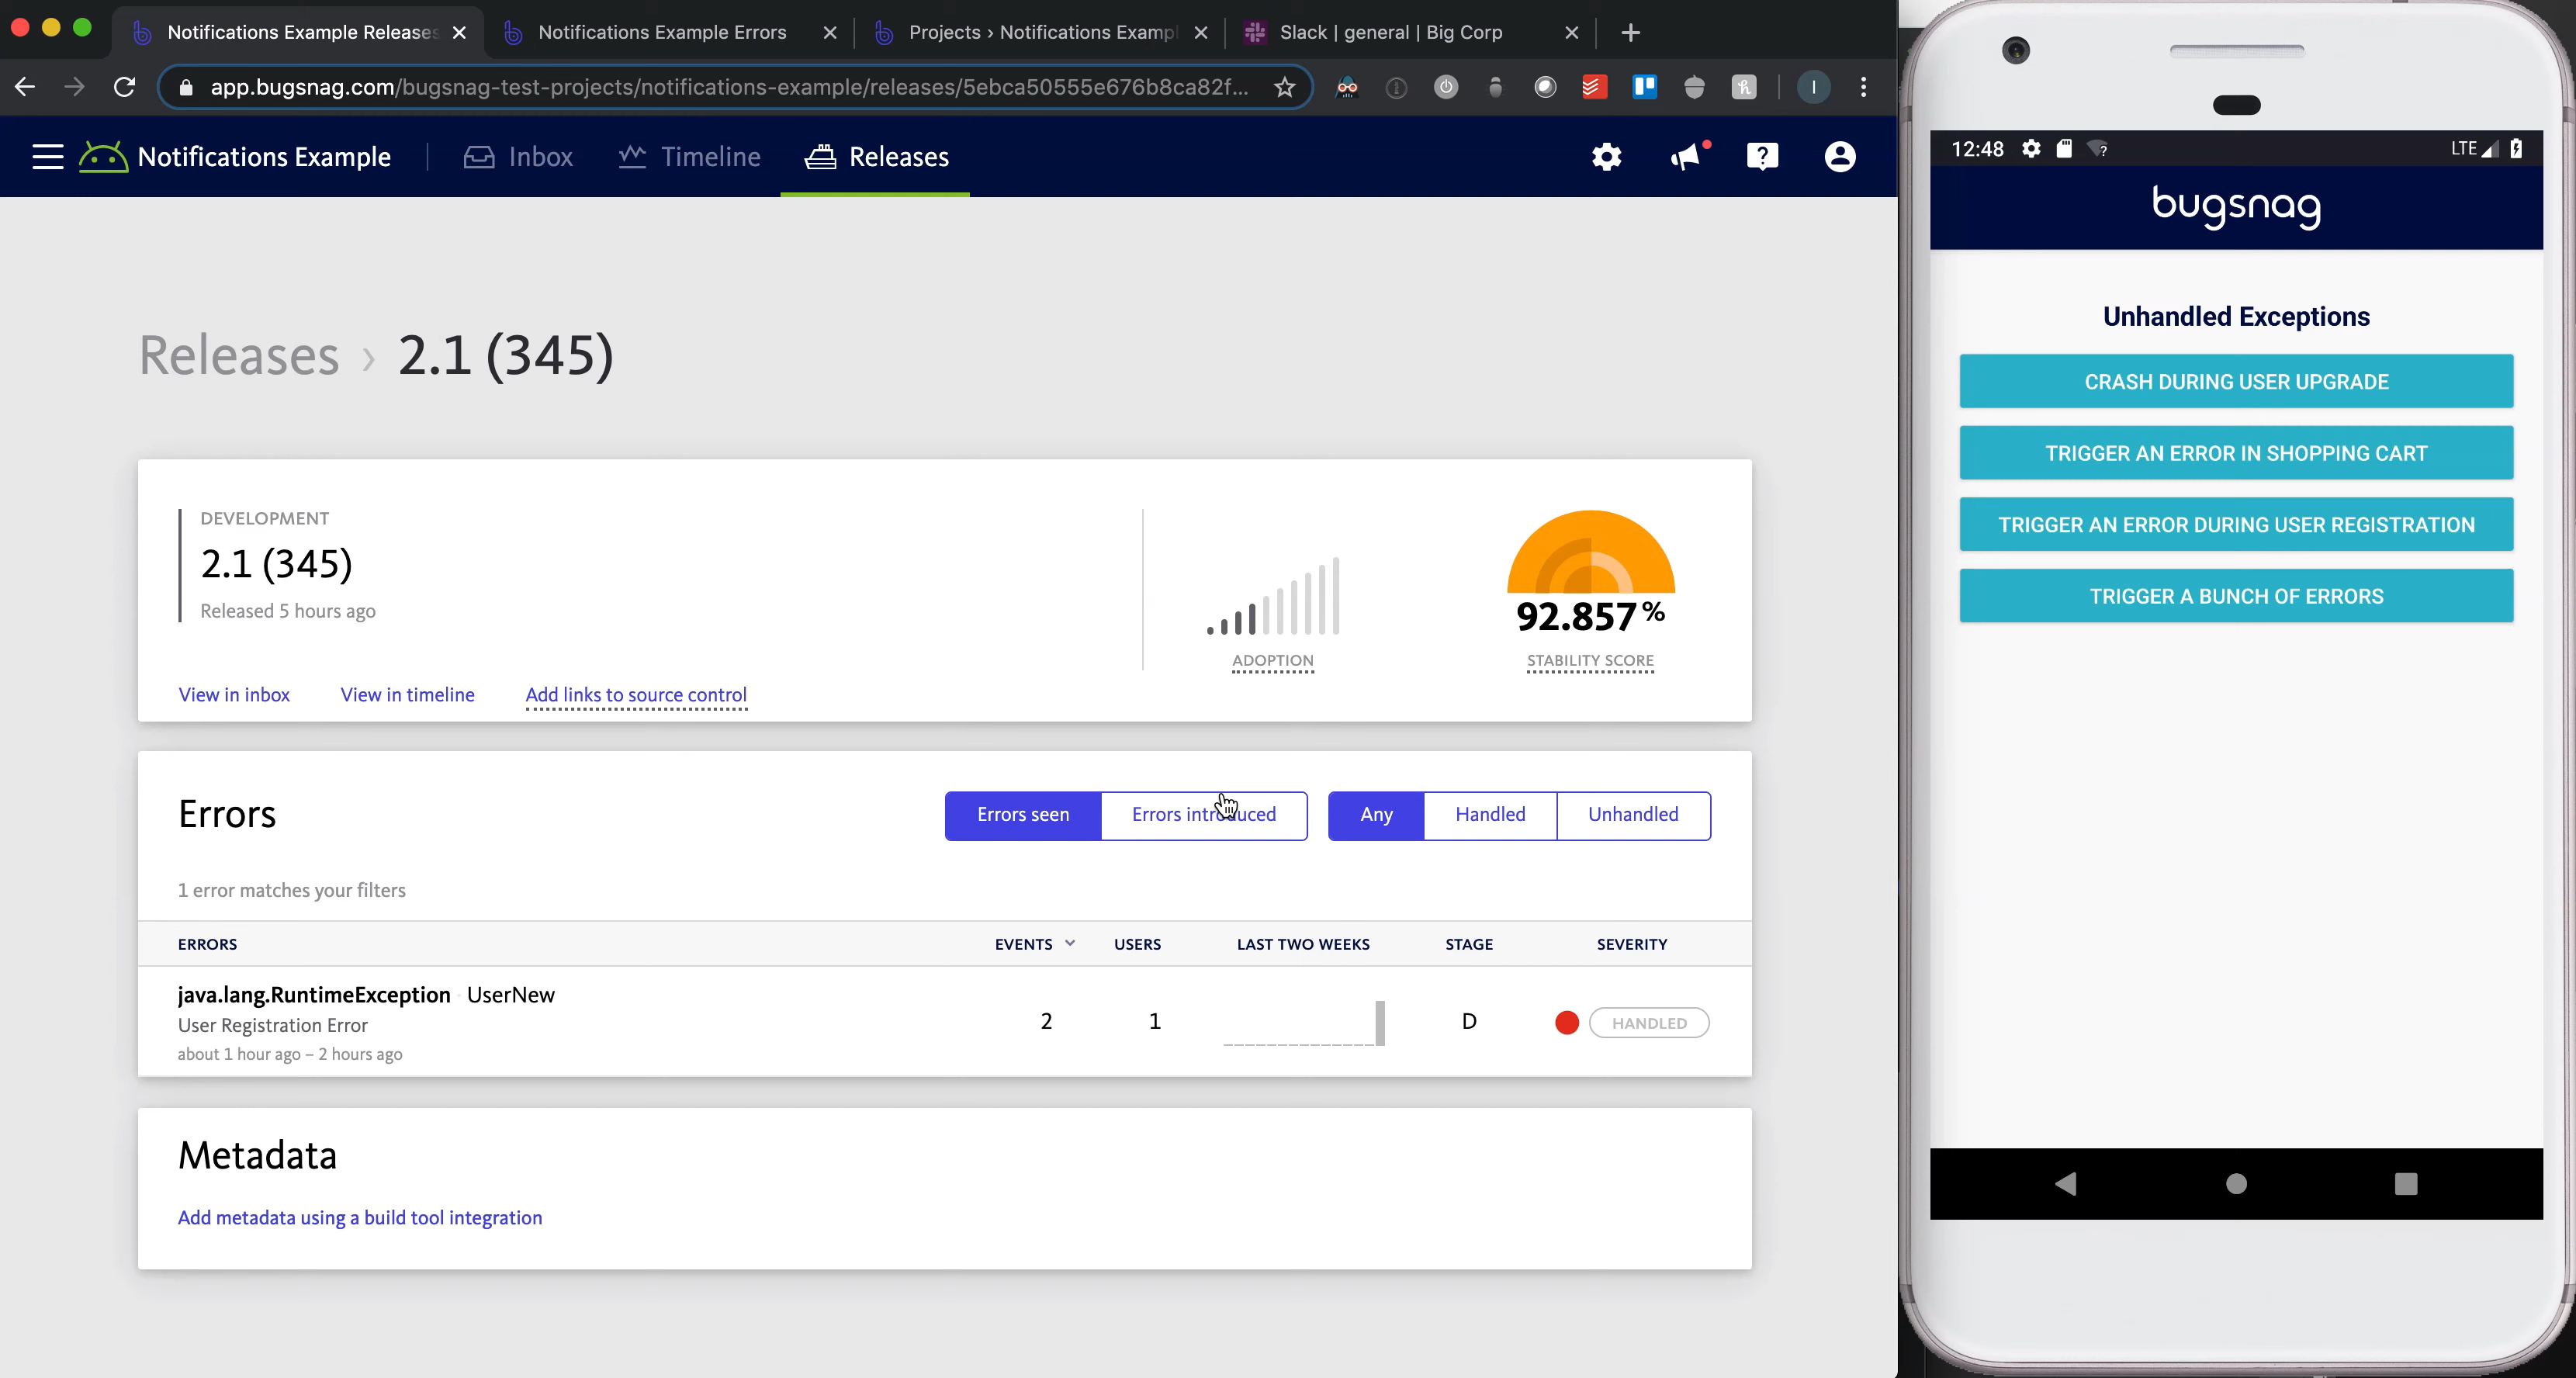 Notifications Example Releases
Notifications Example Errors
Projects › Notifications Exampl
Slack | general | Big Corp
app.bugsnag.com/bugsnag-test-projects/notifications-example/releases/5ebca50555e676b8ca82f...
Notifications Example
Inbox
Timeline
Releases
Releases › 2.1 (345)
DEVELOPMENT
2.1 (345)
Released 5 hours ago
ADOPTION
92.857%
STABILITY SCORE
View in inbox
View in timeline
Add links to source control
Errors
Errors seen
Errors introduced
Any
Handled
Unhandled
1 error matches your filters
ERRORS EVENTS USERS LAST TWO WEEKS STAGE SEVERITY
java.lang.RuntimeException · UserNew
User Registration Error
about 1 hour ago – 2 hours ago
2 1 D HANDLED
Metadata
Add metadata using a build tool integration
12:48
LTE
bugsnag
Unhandled Exceptions
CRASH DURING USER UPGRADE
TRIGGER AN ERROR IN SHOPPING CART
TRIGGER AN ERROR DURING USER REGISTRATION
TRIGGER A BUNCH OF ERRORS